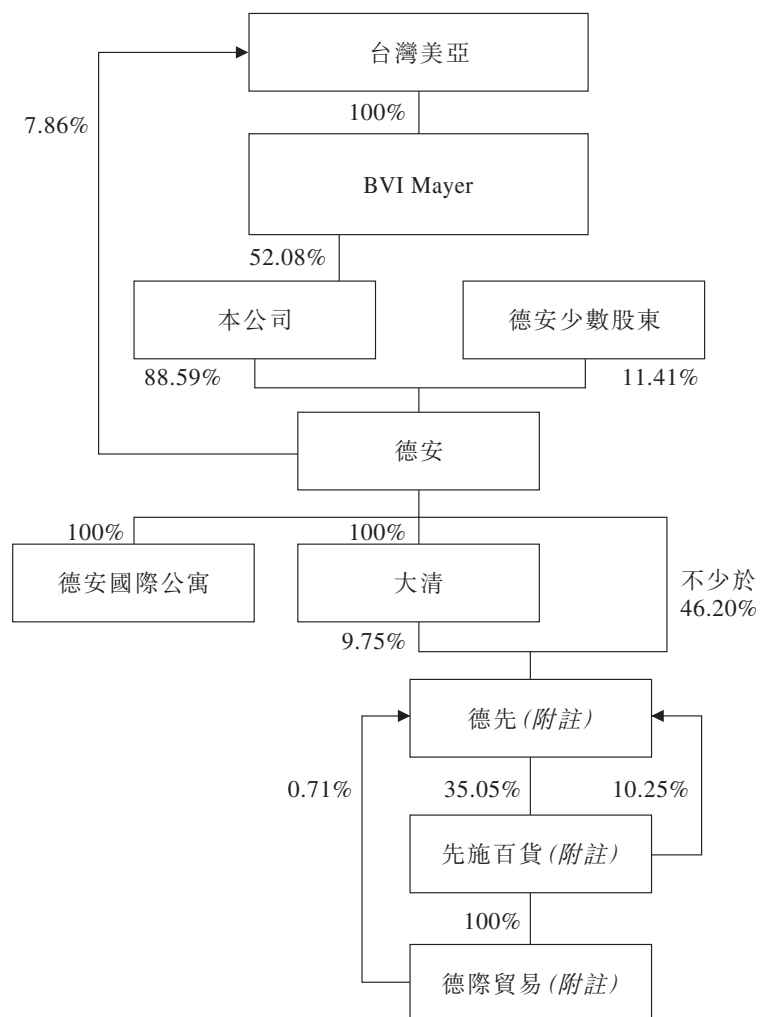 台灣美亞
7.86%
100%
BVI Mayer
52.08%
本公司
德安少數股東
88.59%
11.41%
德安
100%
100%
德安國際公寓
大清
不少於
46.20%
9.75%
德先(附註)
0.71%
35.05%
10.25%
先施百貨(附註)
100%
德際貿易(附註)